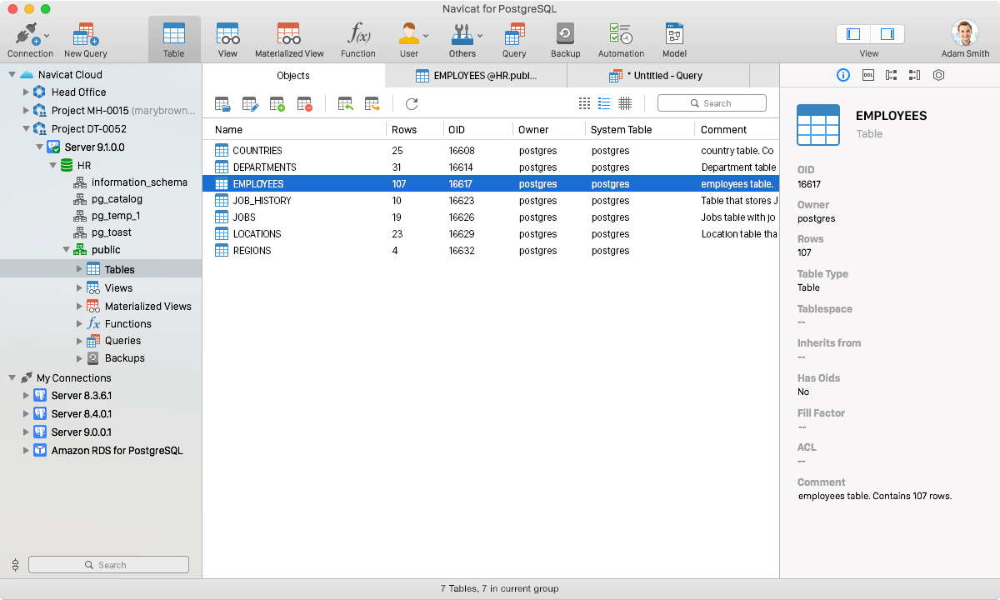 Navicat for PostgreSQL
Connection New Query Table View Materialized View Function User Others Query Backup Automation Model View Adam Smith
Objects EMPLOYEES @HR.publ... * Untitled - Query
Search
Navicat Cloud
Head Office
Project MH-0015 (marybrown...
Project DT-0052
Server 9.1.0.0
HR
information_schema
pg_catalog
pg_temp_1
pg_toast
public
Tables
Views
Materialized Views
fx Functions
Queries
Backups
My Connections
Server 8.3.6.1
Server 8.4.0.1
Server 9.0.0.1
Amazon RDS for PostgreSQL
Search
Name Rows OID Owner System Table Comment
COUNTRIES 25 16608 postgres postgres country table. Co
DEPARTMENTS 31 16614 postgres postgres Department table
EMPLOYEES 107 16617 postgres postgres employees table.
JOB_HISTORY 10 16623 postgres postgres Table that stores J
JOBS 19 16626 postgres postgres Jobs table with jo
LOCATIONS 23 16629 postgres postgres Location table tha
REGIONS 4 16632 postgres postgres
DDL
EMPLOYEES
Table
OID
16617
Owner
postgres
Rows
107
Table Type
Table
Tablespace
--
Inherits from
--
Has Oids
No
Fill Factor
--
ACL
--
Comment
employees table. Contains 107 rows.
7 Tables, 7 in current group